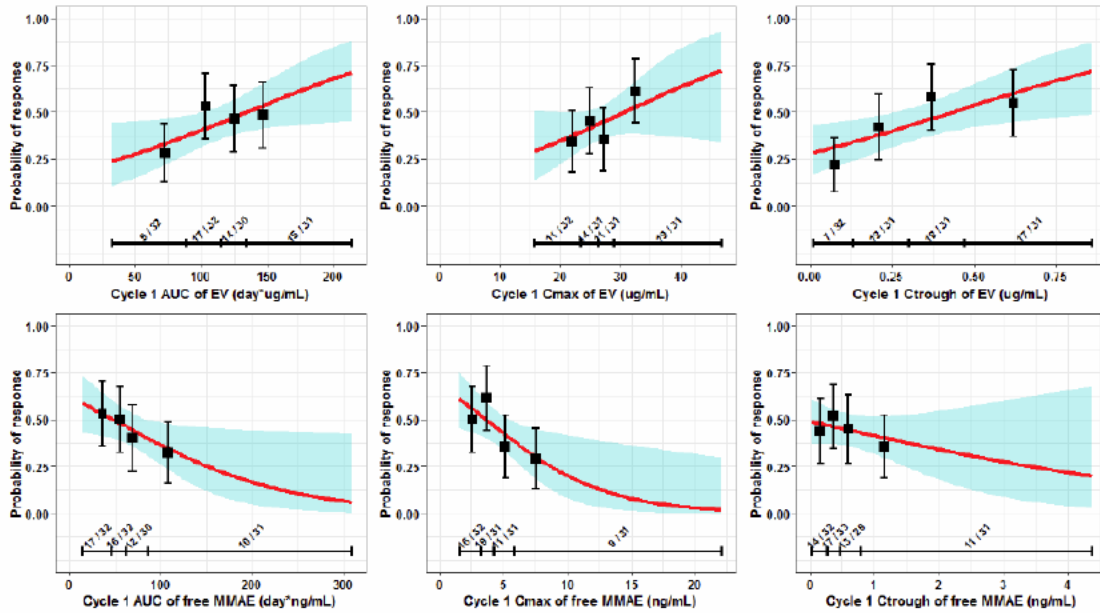 1.00
0.75
0.50
0.25
0.00
Probability of response
9 / 32
17 / 32
14 / 30
15 / 31
0 50 100 150 200
Cycle 1 AUC of EV (day*ug/mL)
1.00
0.75
0.50
0.25
0.00
Probability of response
11 / 32
14 / 31
11 / 31
19 / 31
0 10 20 30 40
Cycle 1 Cmax of EV (ug/mL)
1.00
0.75
0.50
0.25
0.00
Probability of response
7 / 32
13 / 31
18 / 31
17 / 31
0.00 0.25 0.50 0.75
Cycle 1 Ctrough of EV (ug/mL)
1.00
0.75
0.50
0.25
0.00
Probability of response
17 / 32
16 / 32
12 / 30
10 / 31
0 100 200 300
Cycle 1 AUC of free MMAE (day*ng/mL)
1.00
0.75
0.50
0.25
0.00
Probability of response
16 / 32
19 / 31
11 / 31
9 / 31
0 5 10 15 20
Cycle 1 Cmax of free MMAE (ng/mL)
1.00
0.75
0.50
0.25
0.00
Probability of response
14 / 32
17 / 33
13 / 29
11 / 31
0 1 2 3 4
Cycle 1 Ctrough of free MMAE (ng/mL)